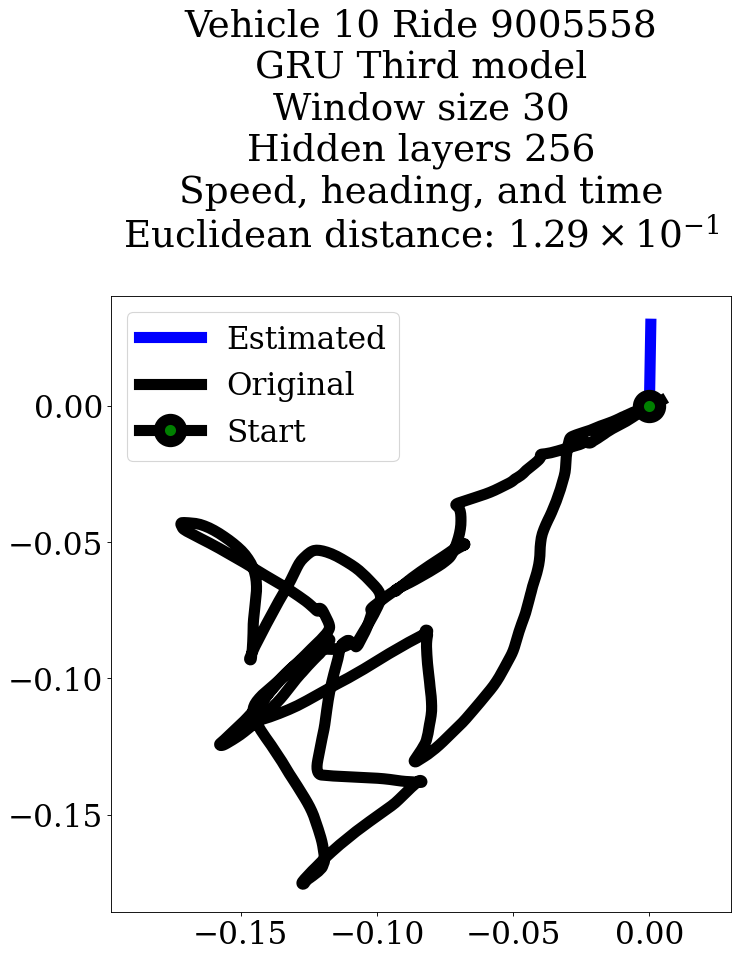 Vehicle 10 Ride 9005558
GRU Third model
Window size 30
Hidden layers 256
Speed, heading, and time
Euclidean distance: 1.29 × 10⁻¹
Estimated
Original
Start
0.00
−0.05
−0.10
−0.15
−0.15 −0.10 −0.05 0.00